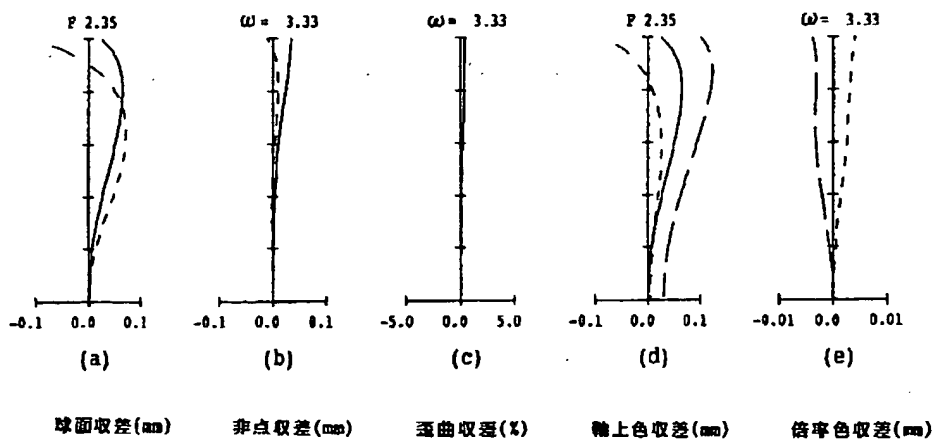 F 2.35 ω= 3.33 ω= 3.33 F 2.35 ω= 3.33
-0.1 0.0 0.1 -0.1 0.0 0.1 -5.0 0.0 5.0 -0.1 0.0 0.1 -0.01 0.0 0.01
(a) (b) (c) (d) (e)
球面収差(mm) 非点収差(mm) 歪曲収差(%) 軸上色収差(mm) 倍率色収差(mm)